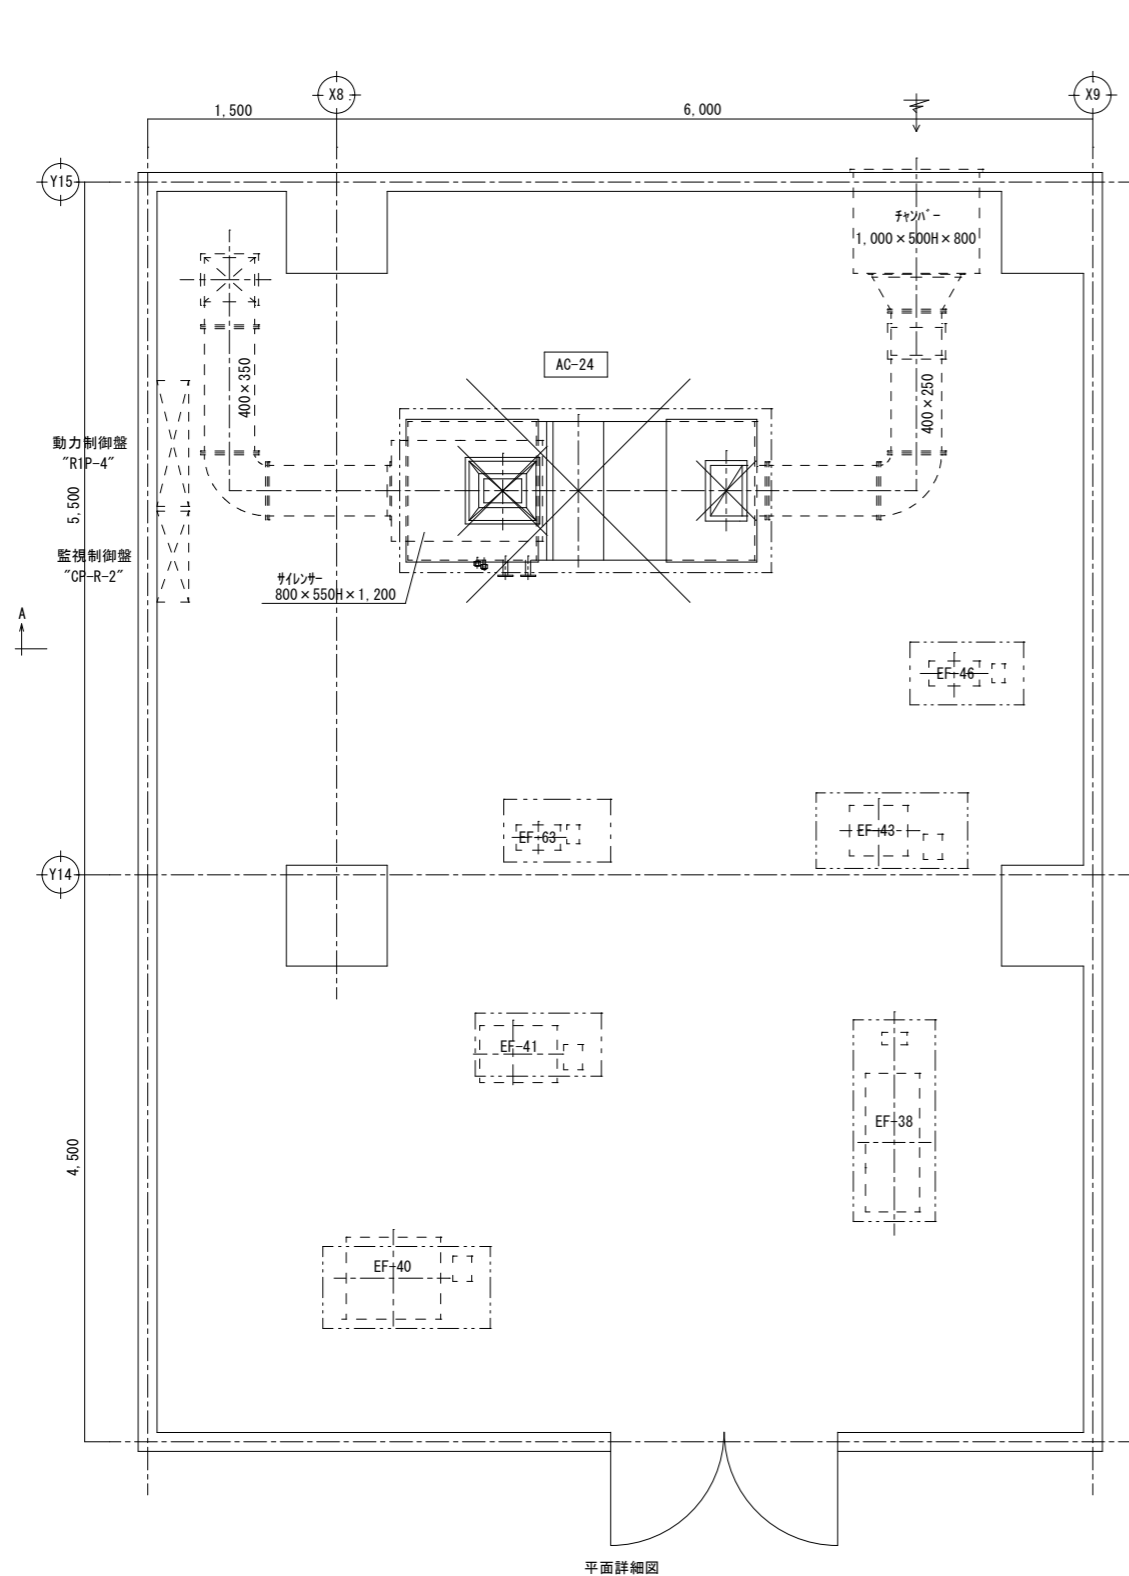 X8
X9
1,500
6,000
Y15
ﾁｬﾝﾊﾞｰ
1,000×500H×800
AC-24
400×350
400×250
動力制御盤
"R1P-4"
5,500
監視制御盤
"CP-R-2"
ｻｲﾚﾝｻｰ
800×550H×1,200
A
EF-46
EF-63
EF-43
Y14
EF-41
EF-38
4,500
EF-40
平面詳細図